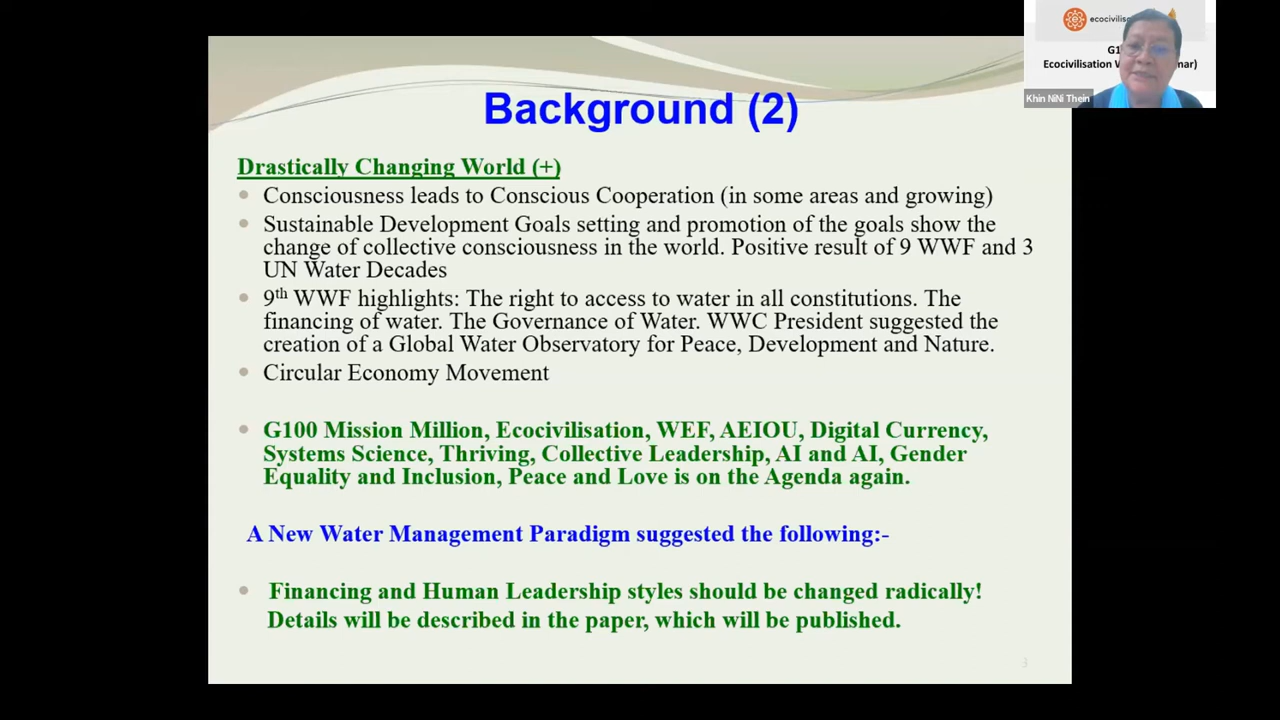 ecocivilis
G1
Ecocivilisation W nar)
Khin NiNi Thein
Background (2)
Drastically Changing World (+)
Consciousness leads to Conscious Cooperation (in some areas and growing)
Sustainable Development Goals setting and promotion of the goals show the
change of collective consciousness in the world. Positive result of 9 WWF and 3
UN Water Decades
9th WWF highlights: The right to access to water in all constitutions. The
financing of water. The Governance of Water. WWC President suggested the
creation of a Global Water Observatory for Peace, Development and Nature.
Circular Economy Movement
G100 Mission Million, Ecocivilisation, WEF, AEIOU, Digital Currency,
Systems Science, Thriving, Collective Leadership, AI and AI, Gender
Equality and Inclusion, Peace and Love is on the Agenda again.
A New Water Management Paradigm suggested the following:-
Financing and Human Leadership styles should be changed radically!
Details will be described in the paper, which will be published.
3